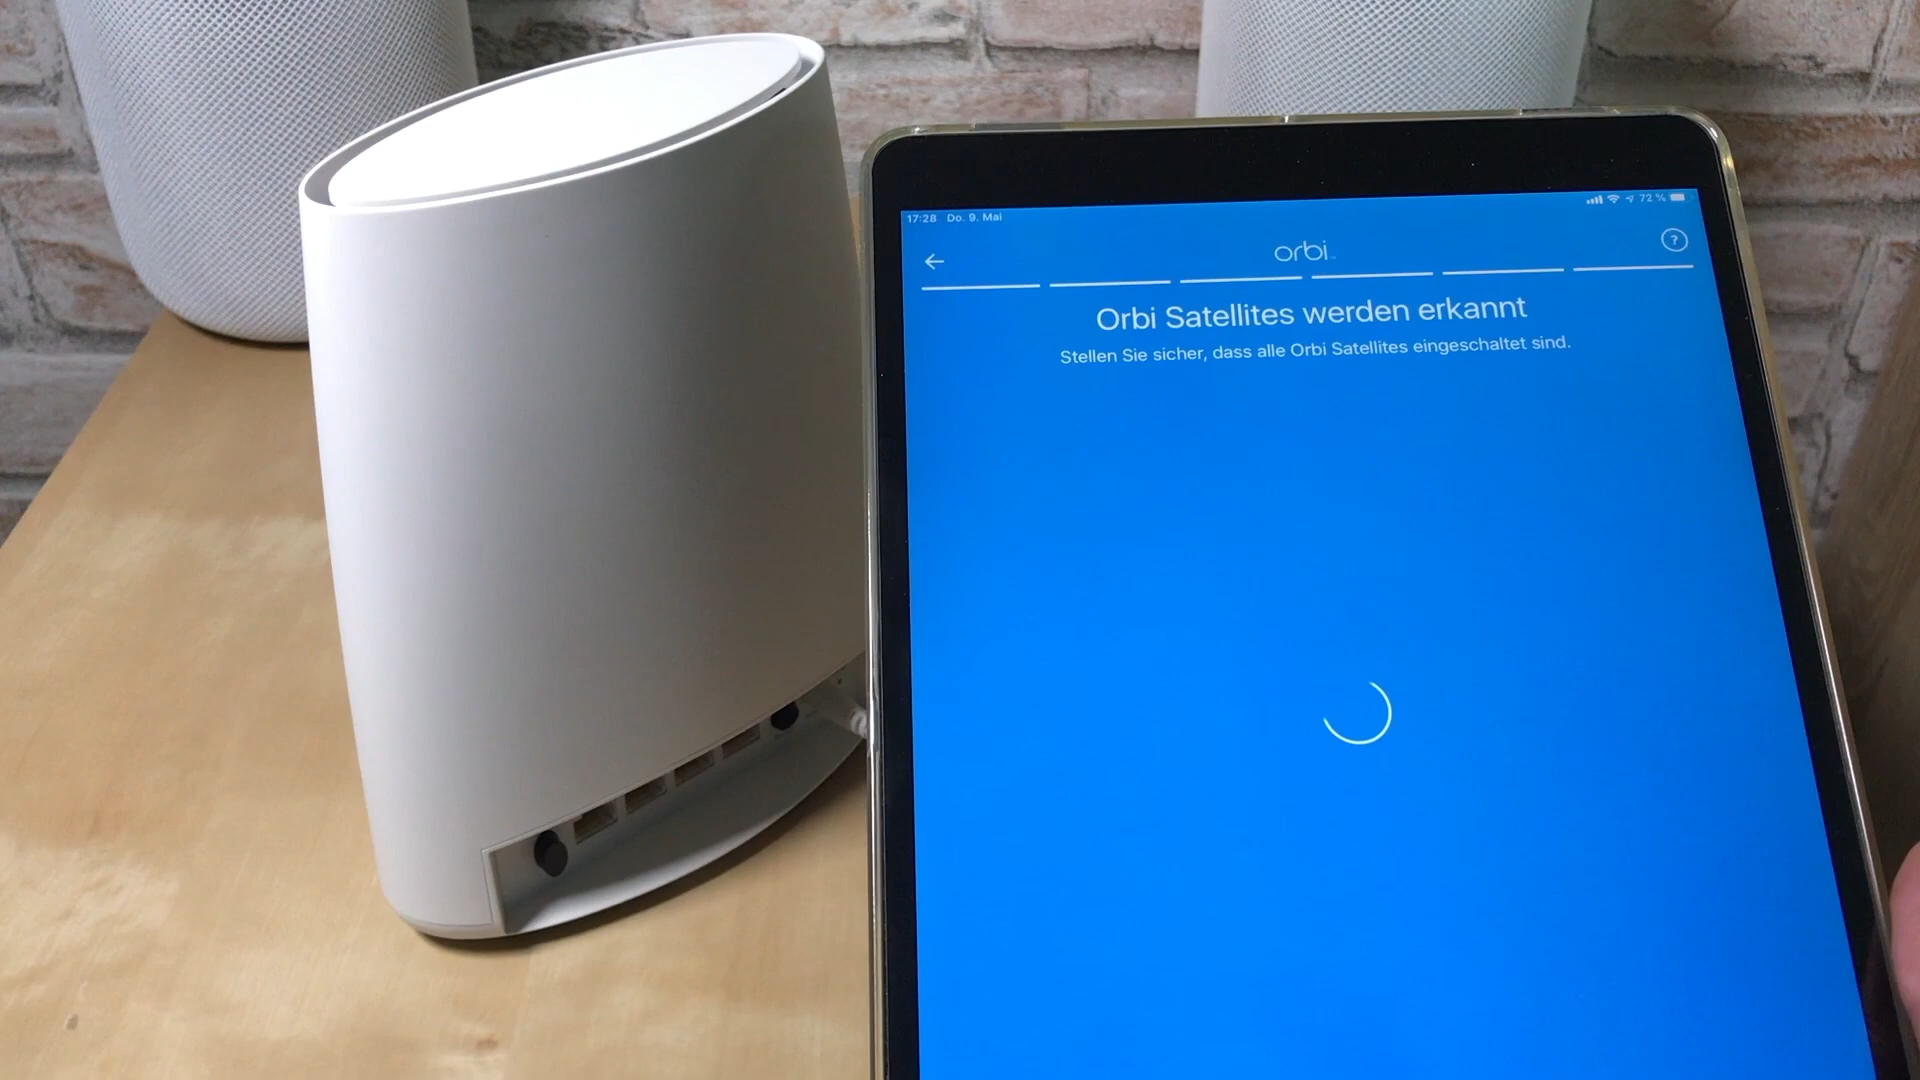 17:28 Do. 9. Mai
72 %
orbi
?
Orbi Satellites werden erkannt
Stellen Sie sicher, dass alle Orbi Satellites eingeschaltet sind.